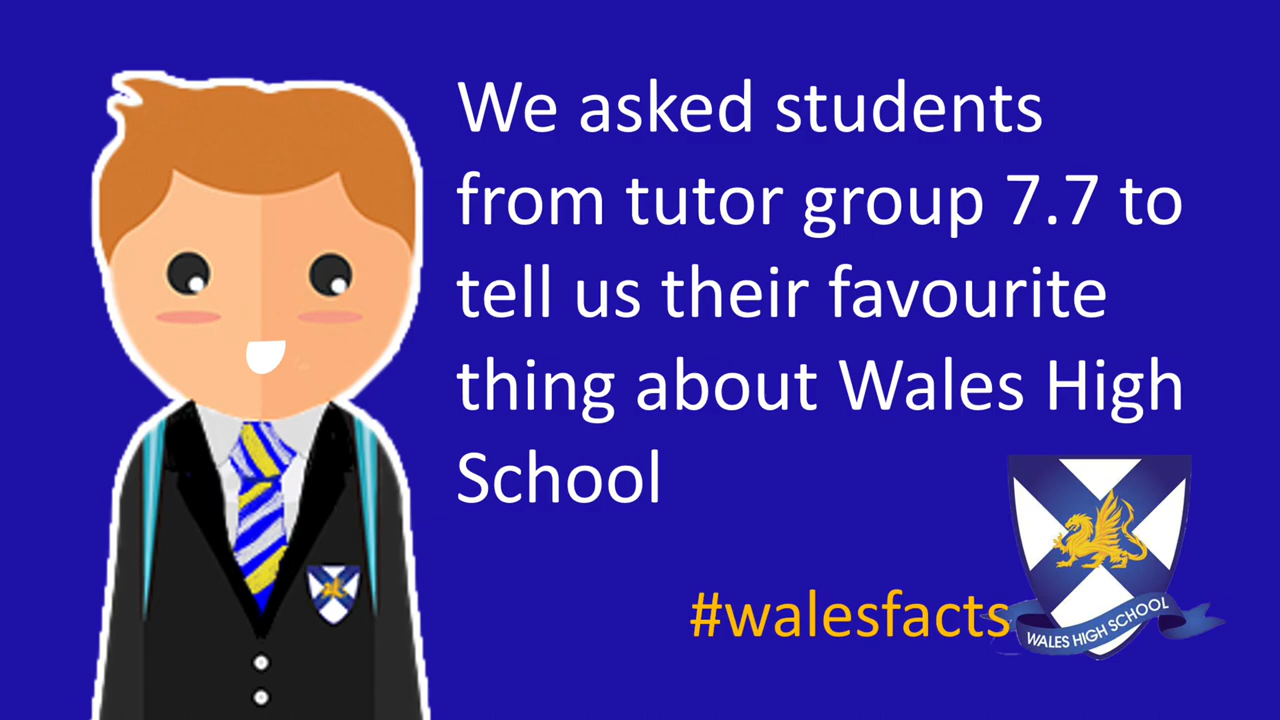 We asked students
from tutor group 7.7 to
tell us their favourite
thing about Wales High
School
#walesfacts
WALES HIGH SCHOOL